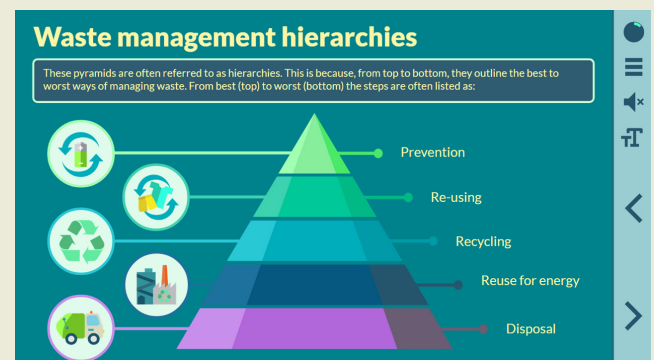 Waste management hierarchies
These pyramids are often referred to as hierarchies. This is because, from top to bottom, they outline the best to
worst ways of managing waste. From best (top) to worst (bottom) the steps are often listed as:
Prevention
Re-using
Recycling
Reuse for energy
Disposal